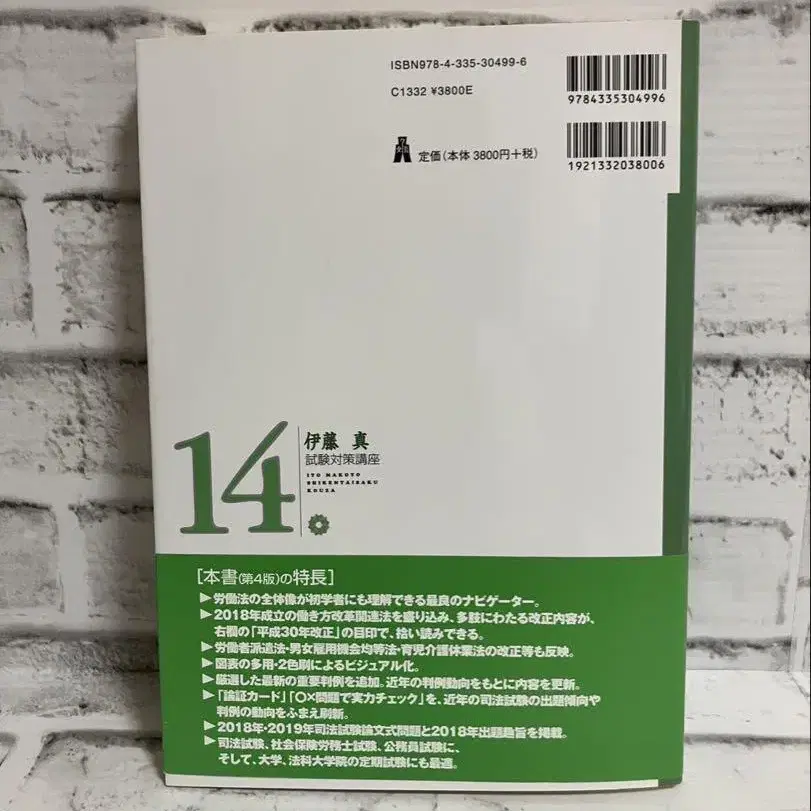 ISBN978-4-335-30499-6
C1332 ¥3800E
9784335304996
定価(本体 3800円+税)
1921332038006
14
伊藤 真
試験対策講座
ITO MAKOTO
SHIKENTAISAKU
KOUZA
[本書(第4版)の特長]
▶労働法の全体像が初学者にも理解できる最良のナビゲーター。
▶2018年成立の働き方改革関連法を盛り込み、多肢にわたる改正内容が、
右欄の「平成30年改正」の目印で、拾い読みできる。
▶労働者派遣法・男女雇用機会均等法・育児介護休業法の改正等も反映。
▶図表の多用・2色刷によるビジュアル化。
▶厳選した最新の重要判例を追加。近年の判例動向をもとに内容を更新。
▶「論証カード」「○×問題で実力チェック」を、近年の司法試験の出題傾向や
判例の動向をふまえ刷新。
▶2018年・2019年司法試験論文式問題と2018年出題趣旨を掲載。
▶司法試験、社会保険労務士試験、公務員試験に、
そして、大学、法科大学院の定期試験にも最適。